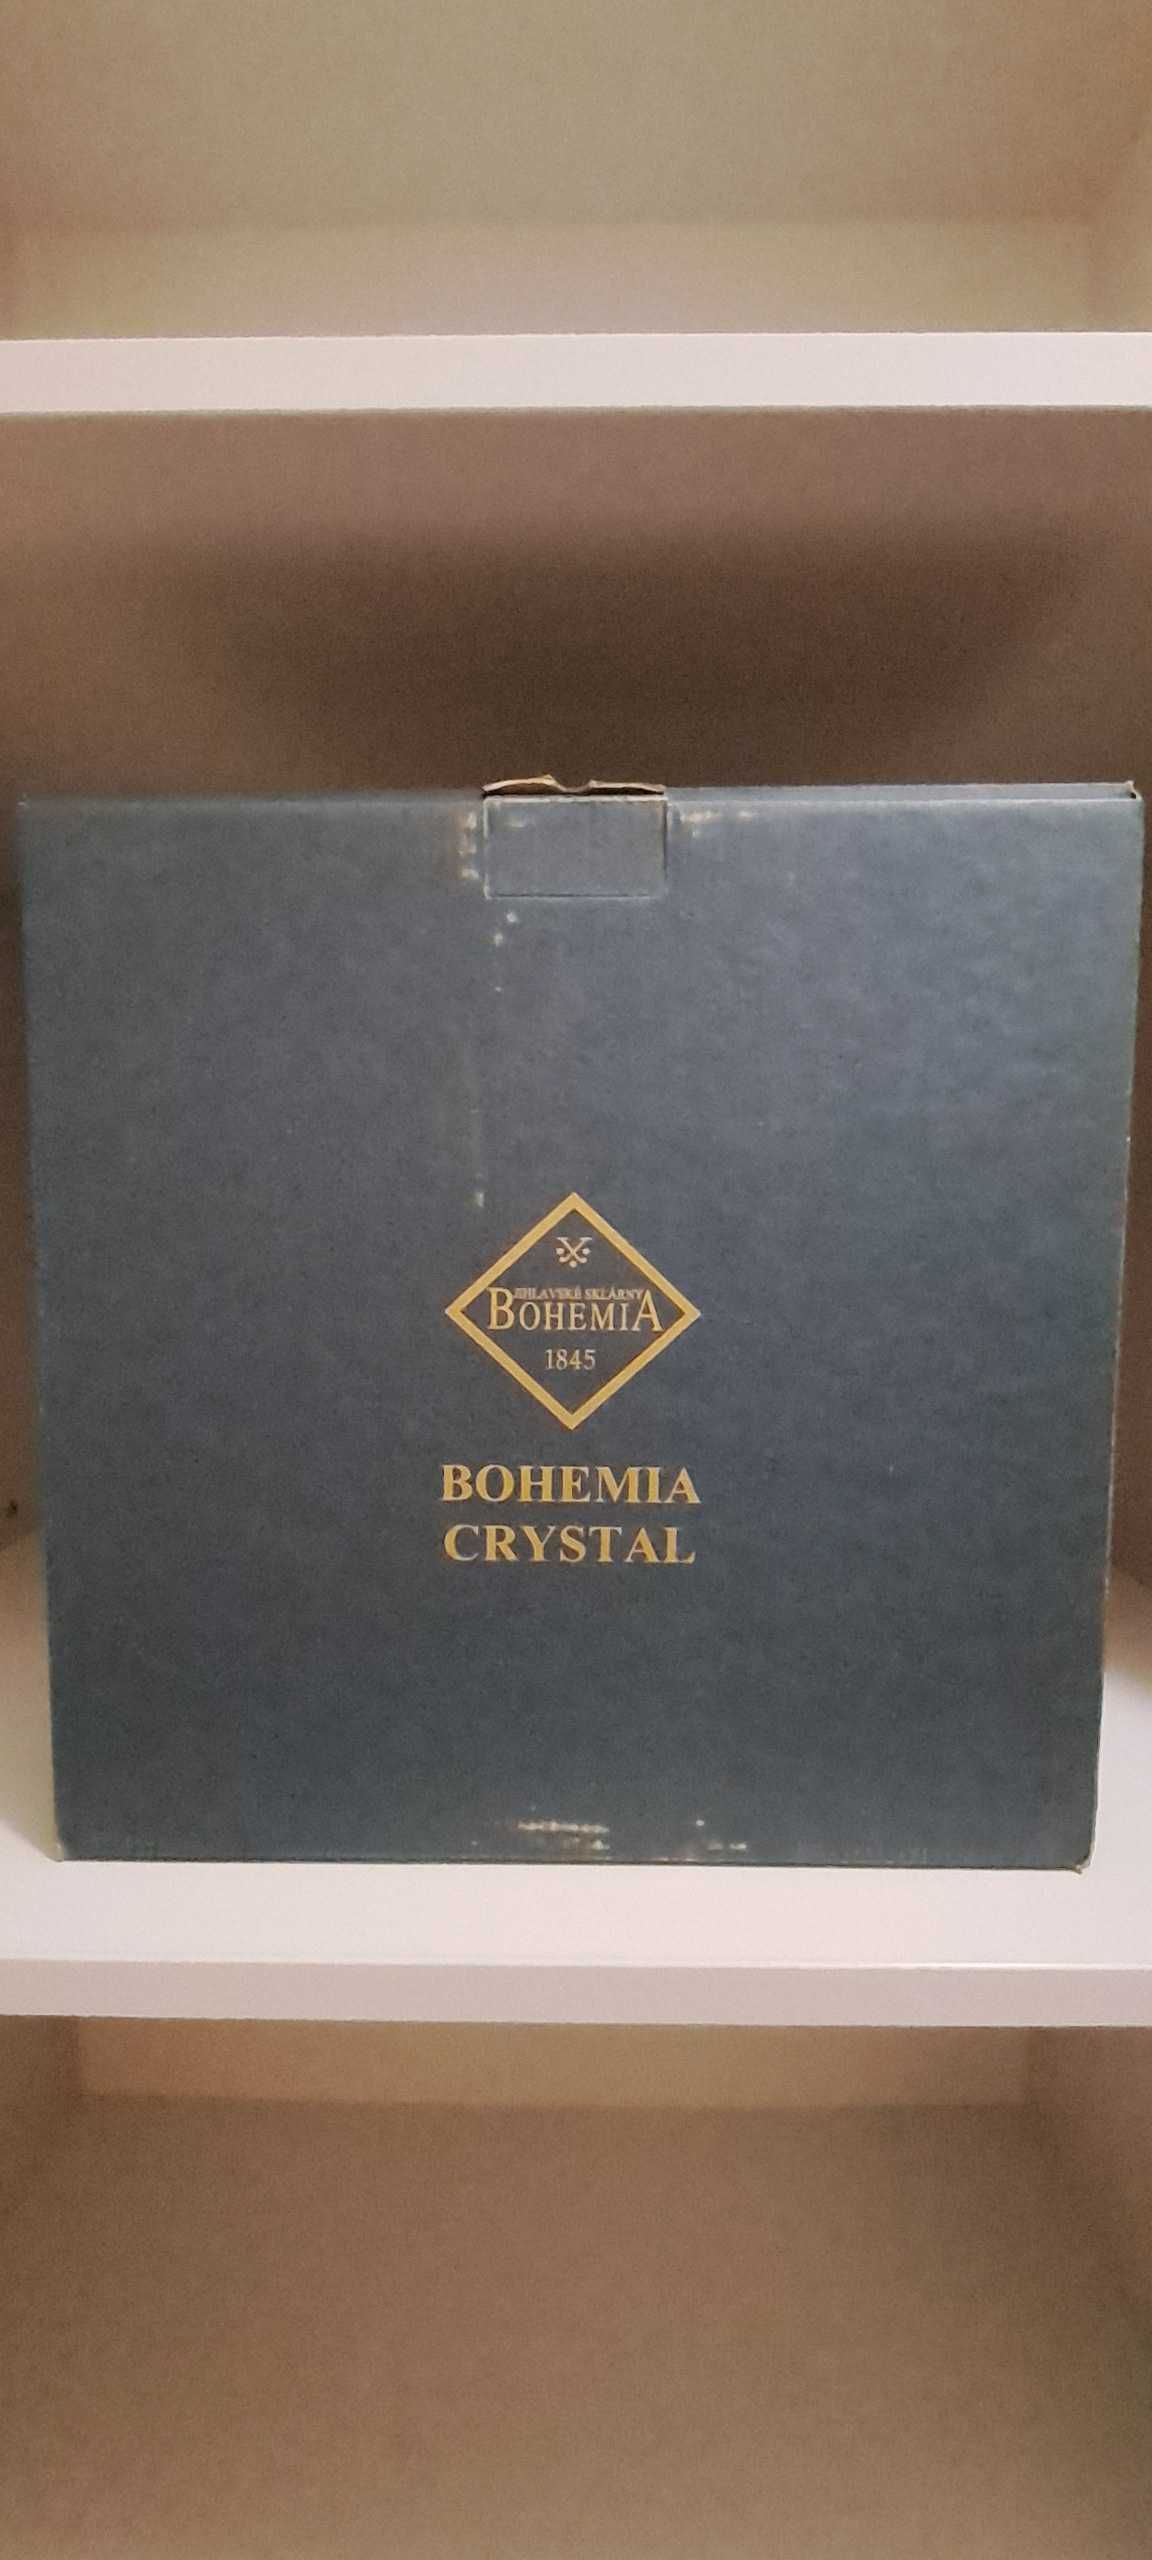 JIHLAVSKÉ SKLÁRNY
BOHEMIA
1845
BOHEMIA
CRYSTAL